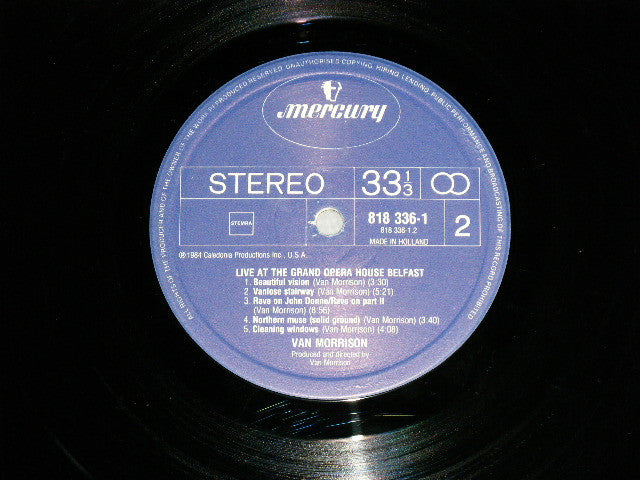 ALL RIGHTS OF THE PRODUCER AND OF THE OWNER OF THE WORK REPRODUCED RESERVED. UNAUTHORISED COPYING, HIRING, LENDING, PUBLIC PERFORMANCE AND BROADCASTING OF THIS RECORD PROHIBITED
mercury
STEREO 33 1/3
STEMRA
818 336-1
818 336-1.2
MADE IN HOLLAND
2
℗1984 Caledonia Productions Inc., U.S.A.
LIVE AT THE GRAND OPERA HOUSE BELFAST
1. Beautiful vision (Van Morrison) (3:30)
2. Vanlose stairway (Van Morrison) (5:21)
3. Rave on John Donne/Rave on part II
(Van Morrison) (8:56)
4. Northern muse (solid ground) (Van Morrison) (3:40)
5. Cleaning windows (Van Morrison) (4:08)
VAN MORRISON
Produced and directed by
Van Morrison